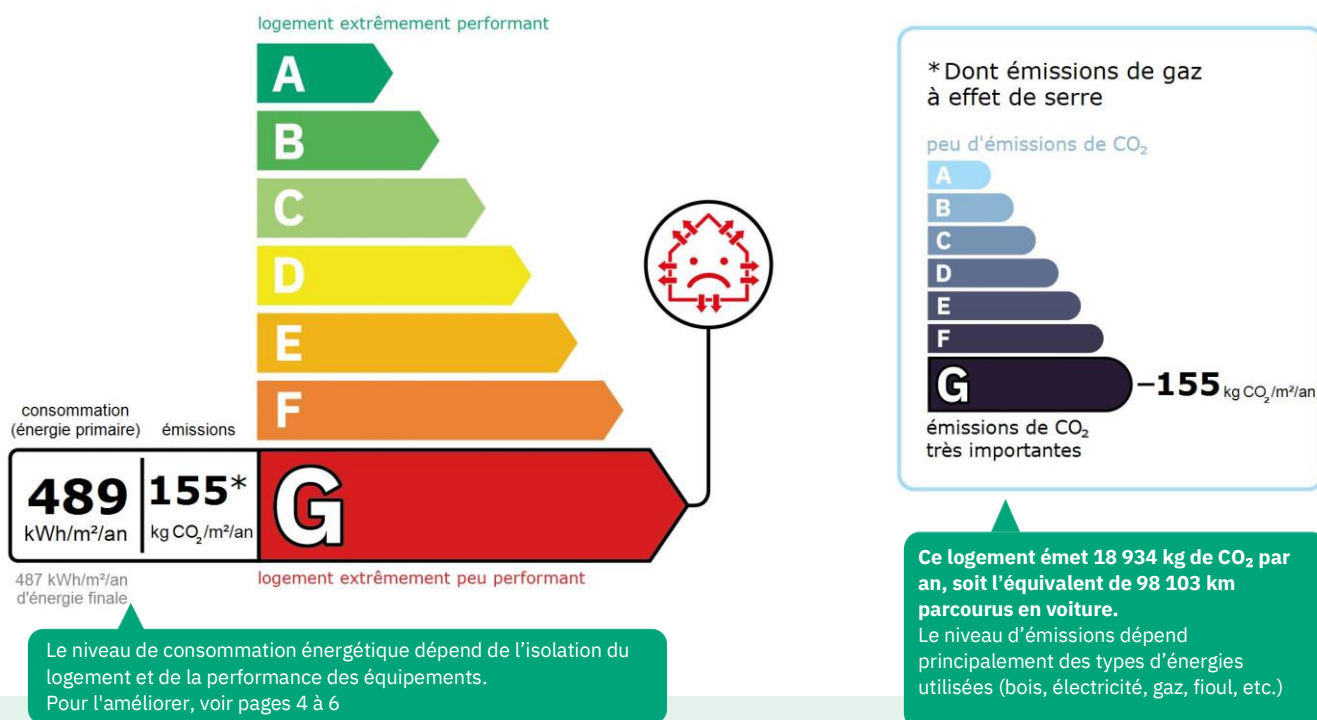 logement extrêmement performant
A
B
C
D
E
F
consommation
(énergie primaire)
émissions
489
kWh/m²/an
155*
kg CO₂/m²/an
G
487 kWh/m²/an
d'énergie finale
logement extrêmement peu performant
Le niveau de consommation énergétique dépend de l’isolation du
logement et de la performance des équipements.
Pour l'améliorer, voir pages 4 à 6
*Dont émissions de gaz
à effet de serre
peu d'émissions de CO₂
A
B
C
D
E
F
G
–155 kg CO₂/m²/an
émissions de CO₂
très importantes
Ce logement émet 18 934 kg de CO₂ par
an, soit l’équivalent de 98 103 km
parcourus en voiture.
Le niveau d’émissions dépend
principalement des types d’énergies
utilisées (bois, électricité, gaz, fioul, etc.)